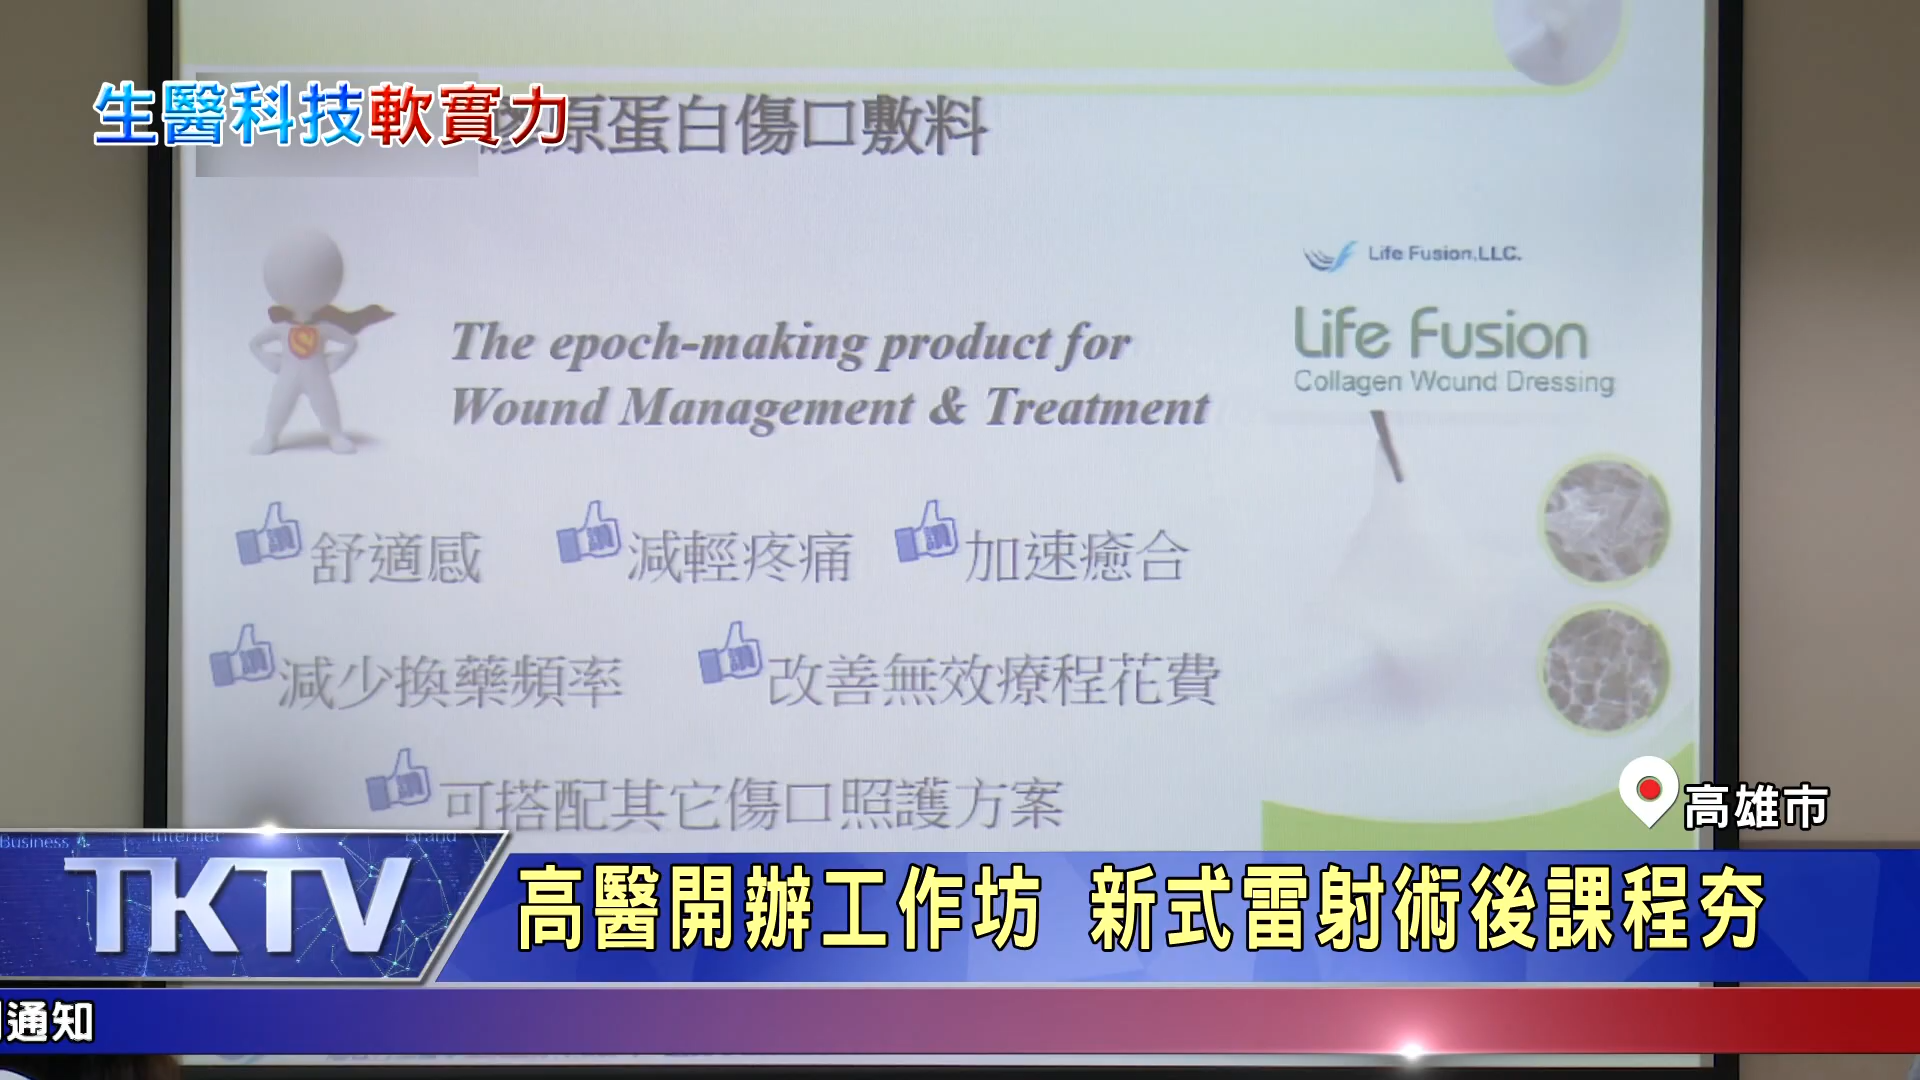 生醫科技軟實力
膠原蛋白傷口敷料
Life Fusion,LLC.
Life Fusion
Collagen Wound Dressing
The epoch-making product for
Wound Management & Treatment
舒適感 減輕疼痛 加速癒合
減少換藥頻率 改善無效療程花費
可搭配其它傷口照護方案
高雄市
Business
Internet
Brand
TKTV
高醫開辦工作坊 新式雷射術後課程夯
通知